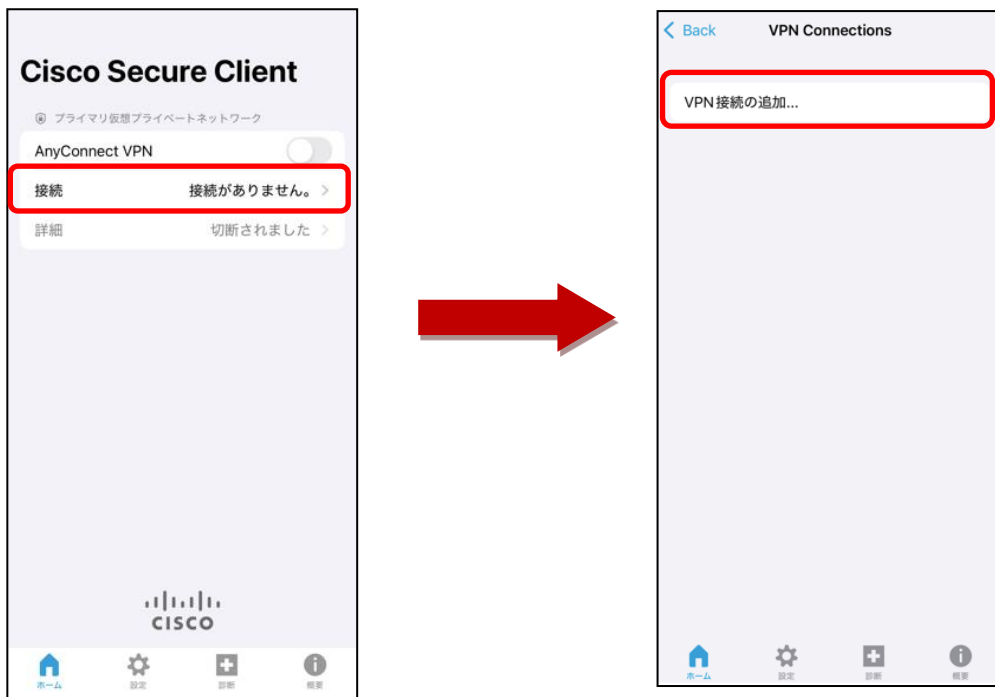 Cisco Secure Client
プライマリ仮想プライベートネットワーク
AnyConnect VPN
接続 接続がありません。
詳細 切断されました
CISCO
ホーム 設定 診断 概要
Back VPN Connections
VPN接続の追加...
ホーム 設定 診断 概要